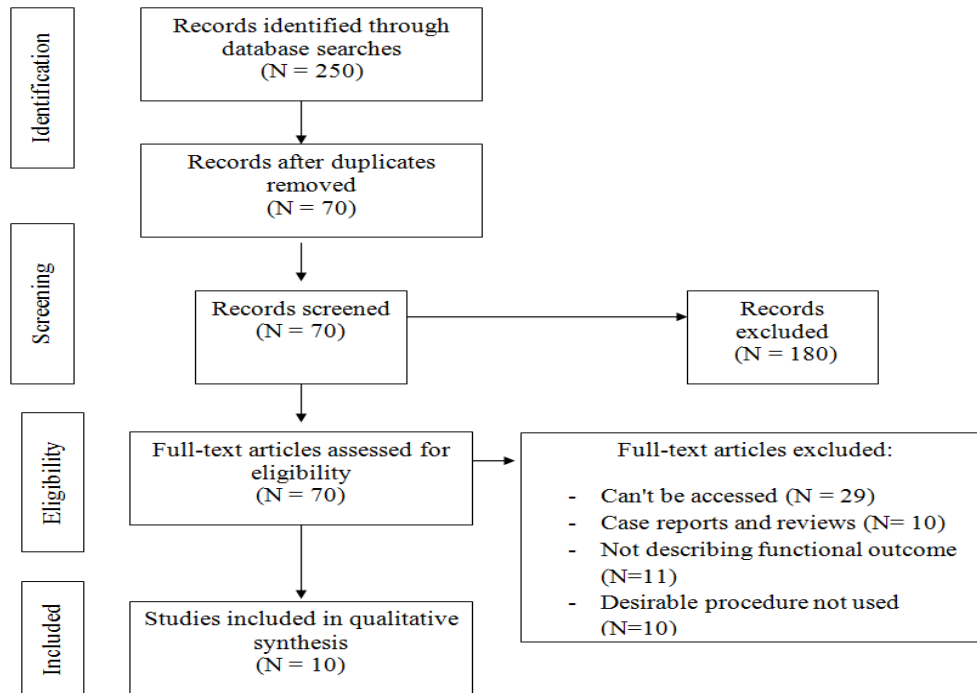 Identification
Records identified through
database searches
(N = 250)
Records after duplicates
removed
(N = 70)
Screening
Records screened
(N = 70)
Records
excluded
(N = 180)
Eligibility
Full-text articles assessed for
eligibility
(N = 70)
Full-text articles excluded:
- Can't be accessed (N = 29)
- Case reports and reviews (N= 10)
- Not describing functional outcome
(N=11)
- Desirable procedure not used
(N=10)
Included
Studies included in qualitative
synthesis
(N = 10)